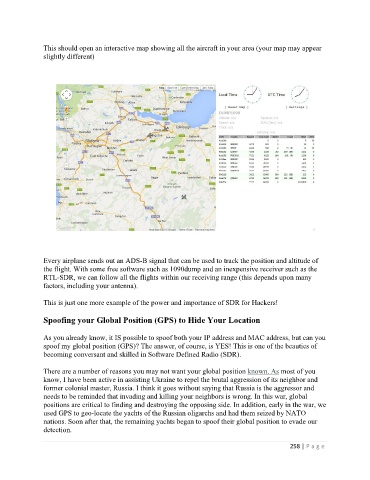 This should open an interactive map showing all the aircraft in your area (your map may appear
slightly different)
Local Time
UTC Time
Every airplane sends out an ADS-B signal that can be used to track the position and altitude of
the flight. With some free software such as 1090dump and an inexpensive receiver such as the
RTL-SDR, we can follow all the flights within our receiving range (this depends upon many
factors, including your antenna).
This is just one more example of the power and importance of SDR for Hackers!
Spoofing your Global Position (GPS) to Hide Your Location
As you already know, it IS possible to spoof both your IP address and MAC address, but can you
spoof my global position (GPS)? The answer, of course, is YES! This is one of the beauties of
becoming conversant and skilled in Software Defined Radio (SDR).
There are a number of reasons you may not want your global position known. As most of you
know, I have been active in assisting Ukraine to repel the brutal aggression of its neighbor and
former colonial master, Russia. I think it goes without saying that Russia is the aggressor and
needs to be reminded that invading and killing your neighbors is wrong. In this war, global
positions are critical to finding and destroying the opposing side. In addition, early in the war, we
used GPS to geo-locate the yachts of the Russian oligarchs and had them seized by NATO
nations. Soon after that, the remaining yachts began to spoof their global position to evade our
detection.
258 | P a g e